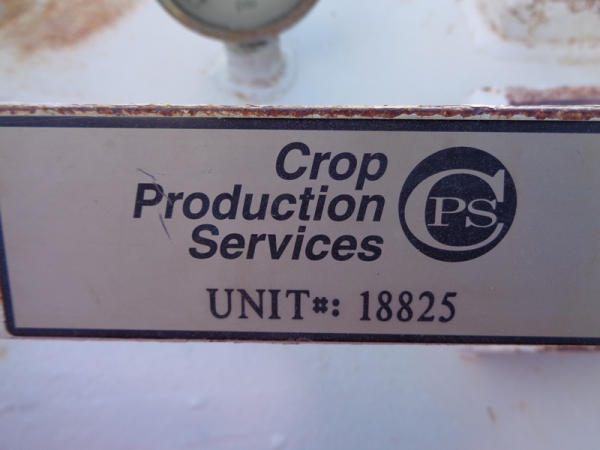 Crop
Production
Services
CPS
UNIT#: 18825